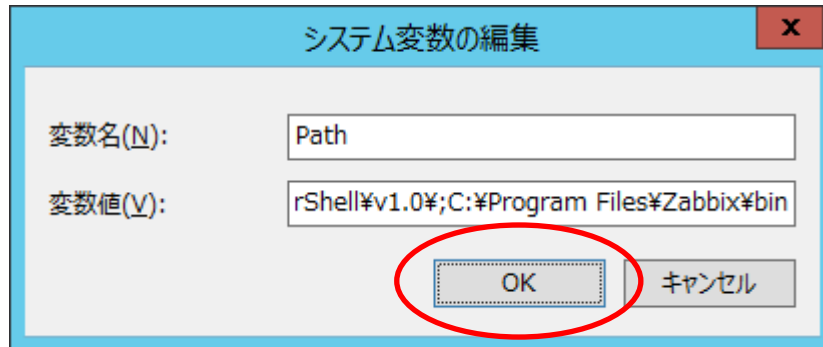 システム変数の編集
x
変数名(N):
Path
変数値(V):
rShell¥v1.0¥;C:¥Program Files¥Zabbix¥bin
OK
キャンセル